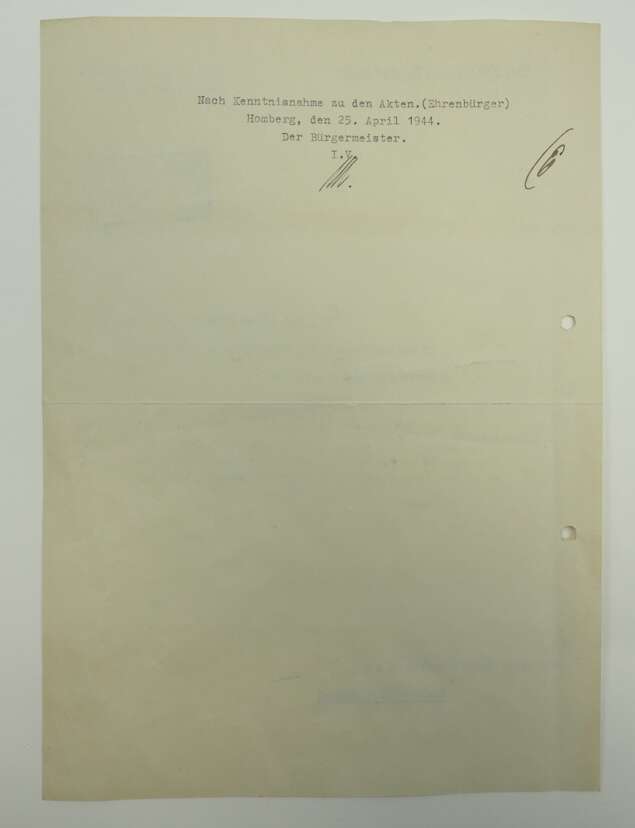 Nach Kenntnisnahme zu den Akten.(Ehrenbürger)
Homberg, den 25. April 1944.
Der Bürgermeister.
I.V.